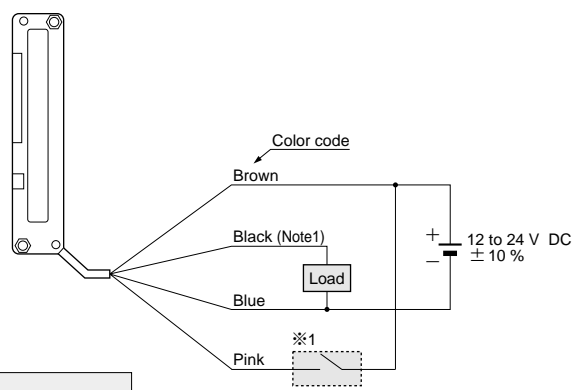 Color code
Brown
Black (Note1)
Load
Blue
※1
Pink
+
−
12 to 24 V DC
± 10 %